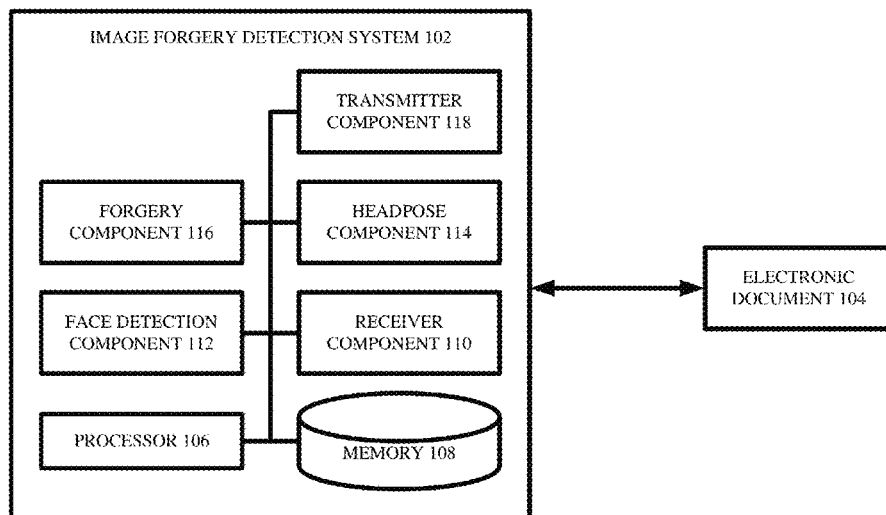 IMAGE FORGERY DETECTION SYSTEM 102
TRANSMITTER
COMPONENT 118
FORGERY
COMPONENT 116
HEADPOSE
COMPONENT 114
FACE DETECTION
COMPONENT 112
RECEIVER
COMPONENT 110
PROCESSOR 106
MEMORY 108
ELECTRONIC
DOCUMENT 104